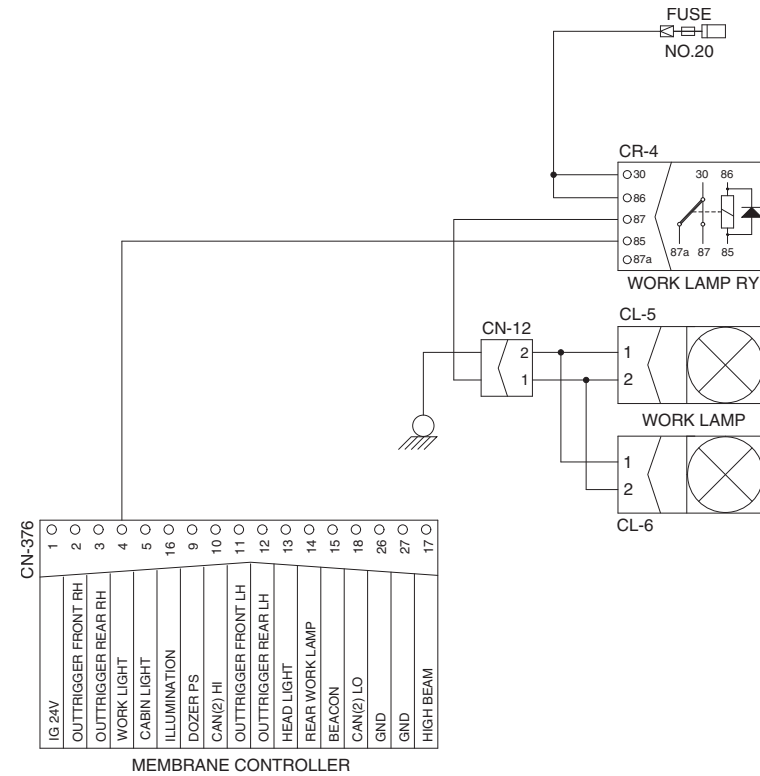 FUSE
NO.20
CR-4
30
86
87
85
87a
30 86
87a 87 85
WORK LAMP RY
CN-12
2
1
CL-5
1
2
WORK LAMP
1
2
CL-6
CN-376
1 2 3 4 5 16 9 10 11 12 13 14 15 18 26 27 17
IG 24V
OUTTRIGGER FRONT RH
OUTTRIGGER REAR RH
WORK LIGHT
CABIN LIGHT
ILLUMINATION
DOZER PS
CAN(2) HI
OUTTRIGGER FRONT LH
OUTTRIGGER REAR LH
HEAD LIGHT
REAR WORK LAMP
BEACON
CAN(2) LO
GND
GND
HIGH BEAM
MEMBRANE CONTROLLER